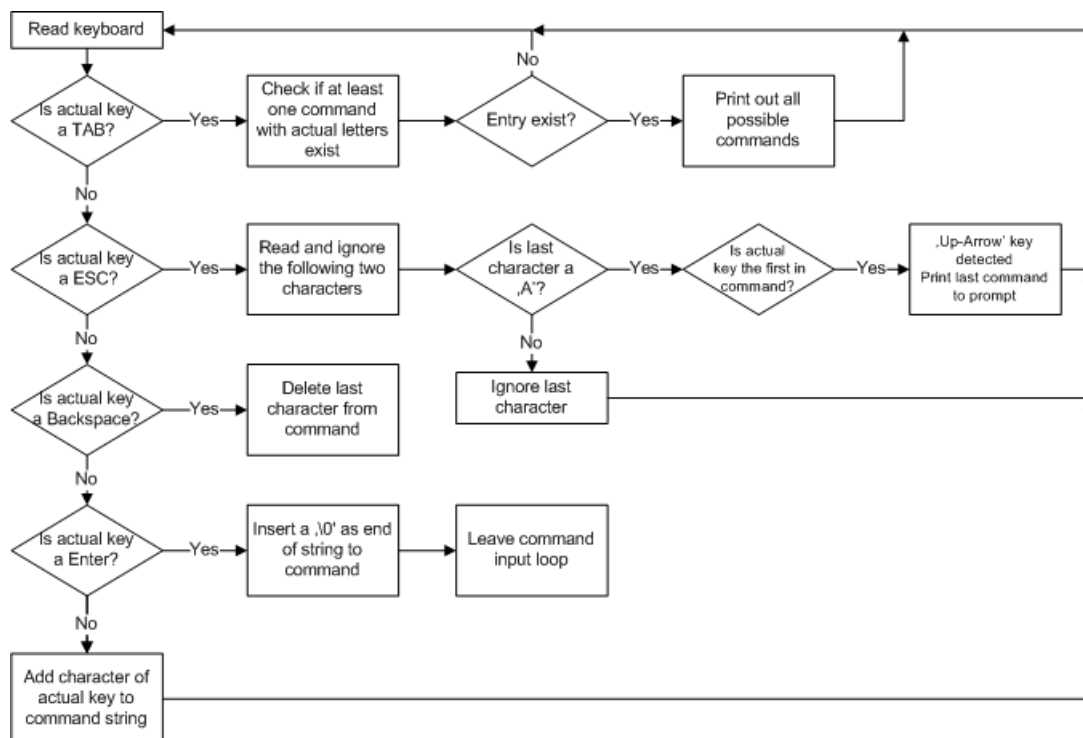 Read keyboard
No
Is actual key
a TAB?
Yes
Check if at least
one command
with actual letters
exist
Entry exist?
Yes
Print out all
possible
commands
No
Is actual key
a ESC?
Yes
Read and ignore
the following two
characters
Is last
character a
‚A‘?
Yes
Is actual
key the first in
command?
Yes
‚Up-Arrow‘ key
detected
Print last command
to prompt
No
No
Is actual key
a Backspace?
Yes
Delete last
character from
command
Ignore last
character
No
Is actual key
a Enter?
Yes
Insert a ‚\0' as end
of string to
command
Leave command
input loop
No
Add character of
actual key to
command string